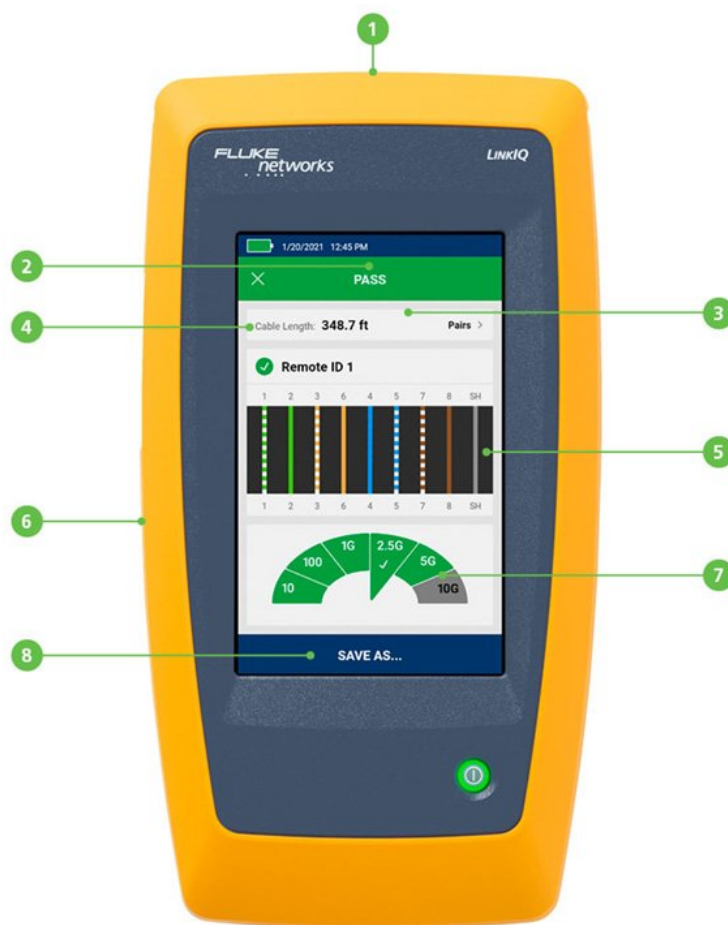 1
FLUKE
networks
LINKIQ
2
1/20/2021 12:45 PM
PASS
3
4
Cable Length: 348.7 ft
Pairs >
Remote ID 1
1 2 3 6 4 5 7 8 SH
5
1 2 3 6 4 5 7 8 SH
6
10
100
1G
2.5G
5G
10G
7
8
SAVE AS...